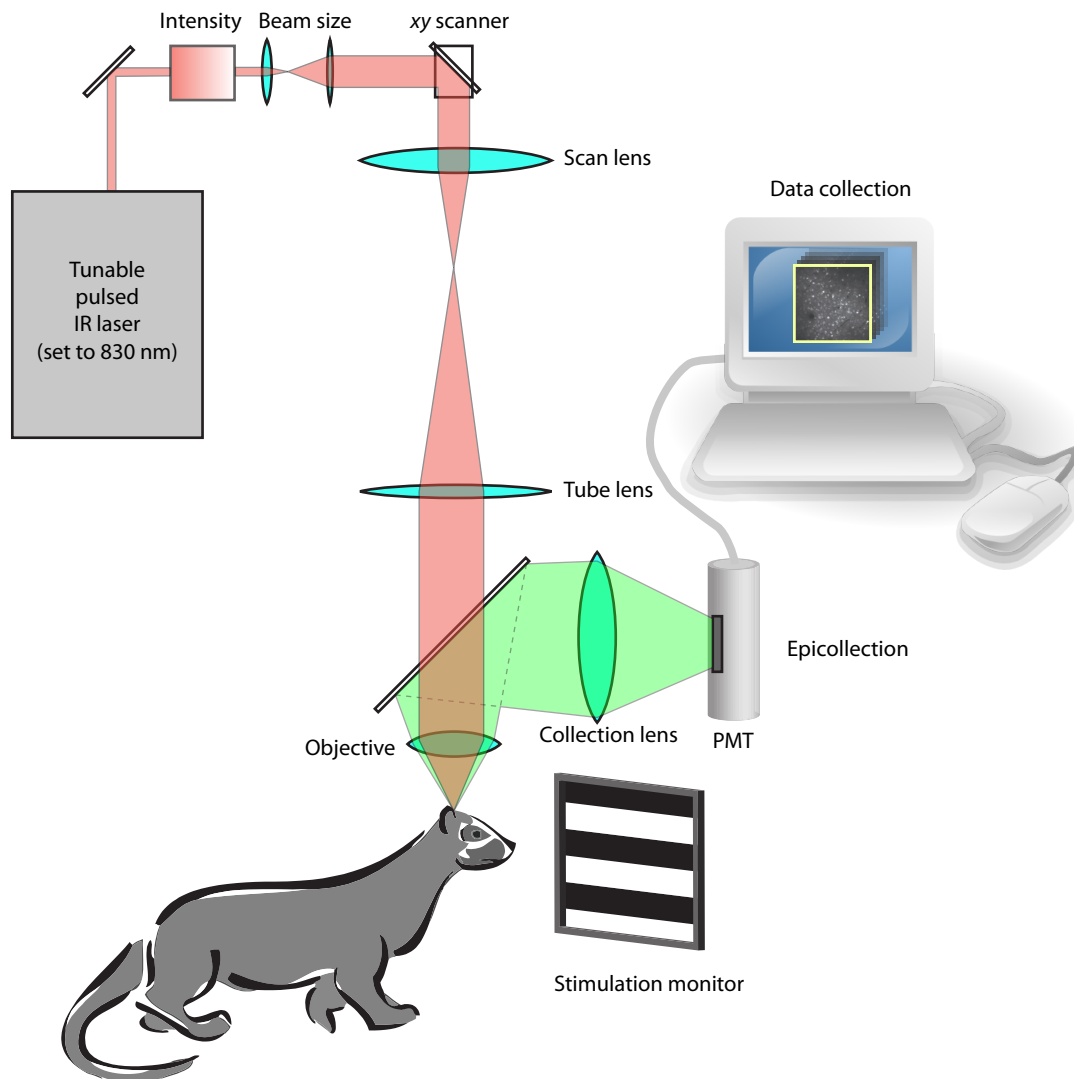 Intensity
Beam size
xy scanner
Scan lens
Data collection
Tunable
pulsed
IR laser
(set to 830 nm)
Tube lens
Epicollection
Collection lens
Objective
PMT
Stimulation monitor